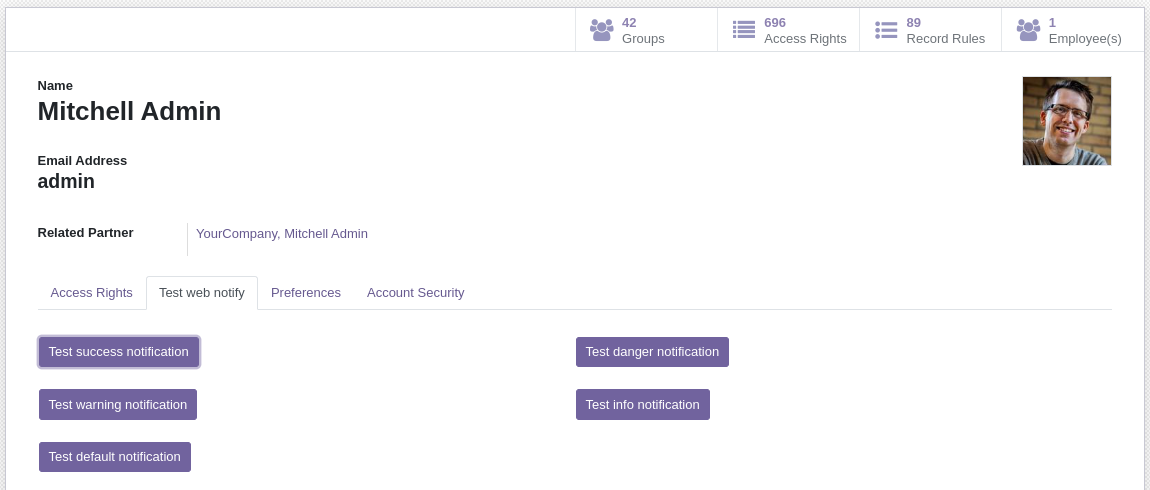 42
Groups
696
Access Rights
89
Record Rules
1
Employee(s)
Name
Mitchell Admin
Email Address
admin
Related Partner
YourCompany, Mitchell Admin
Access Rights
Test web notify
Preferences
Account Security
Test success notification
Test danger notification
Test warning notification
Test info notification
Test default notification